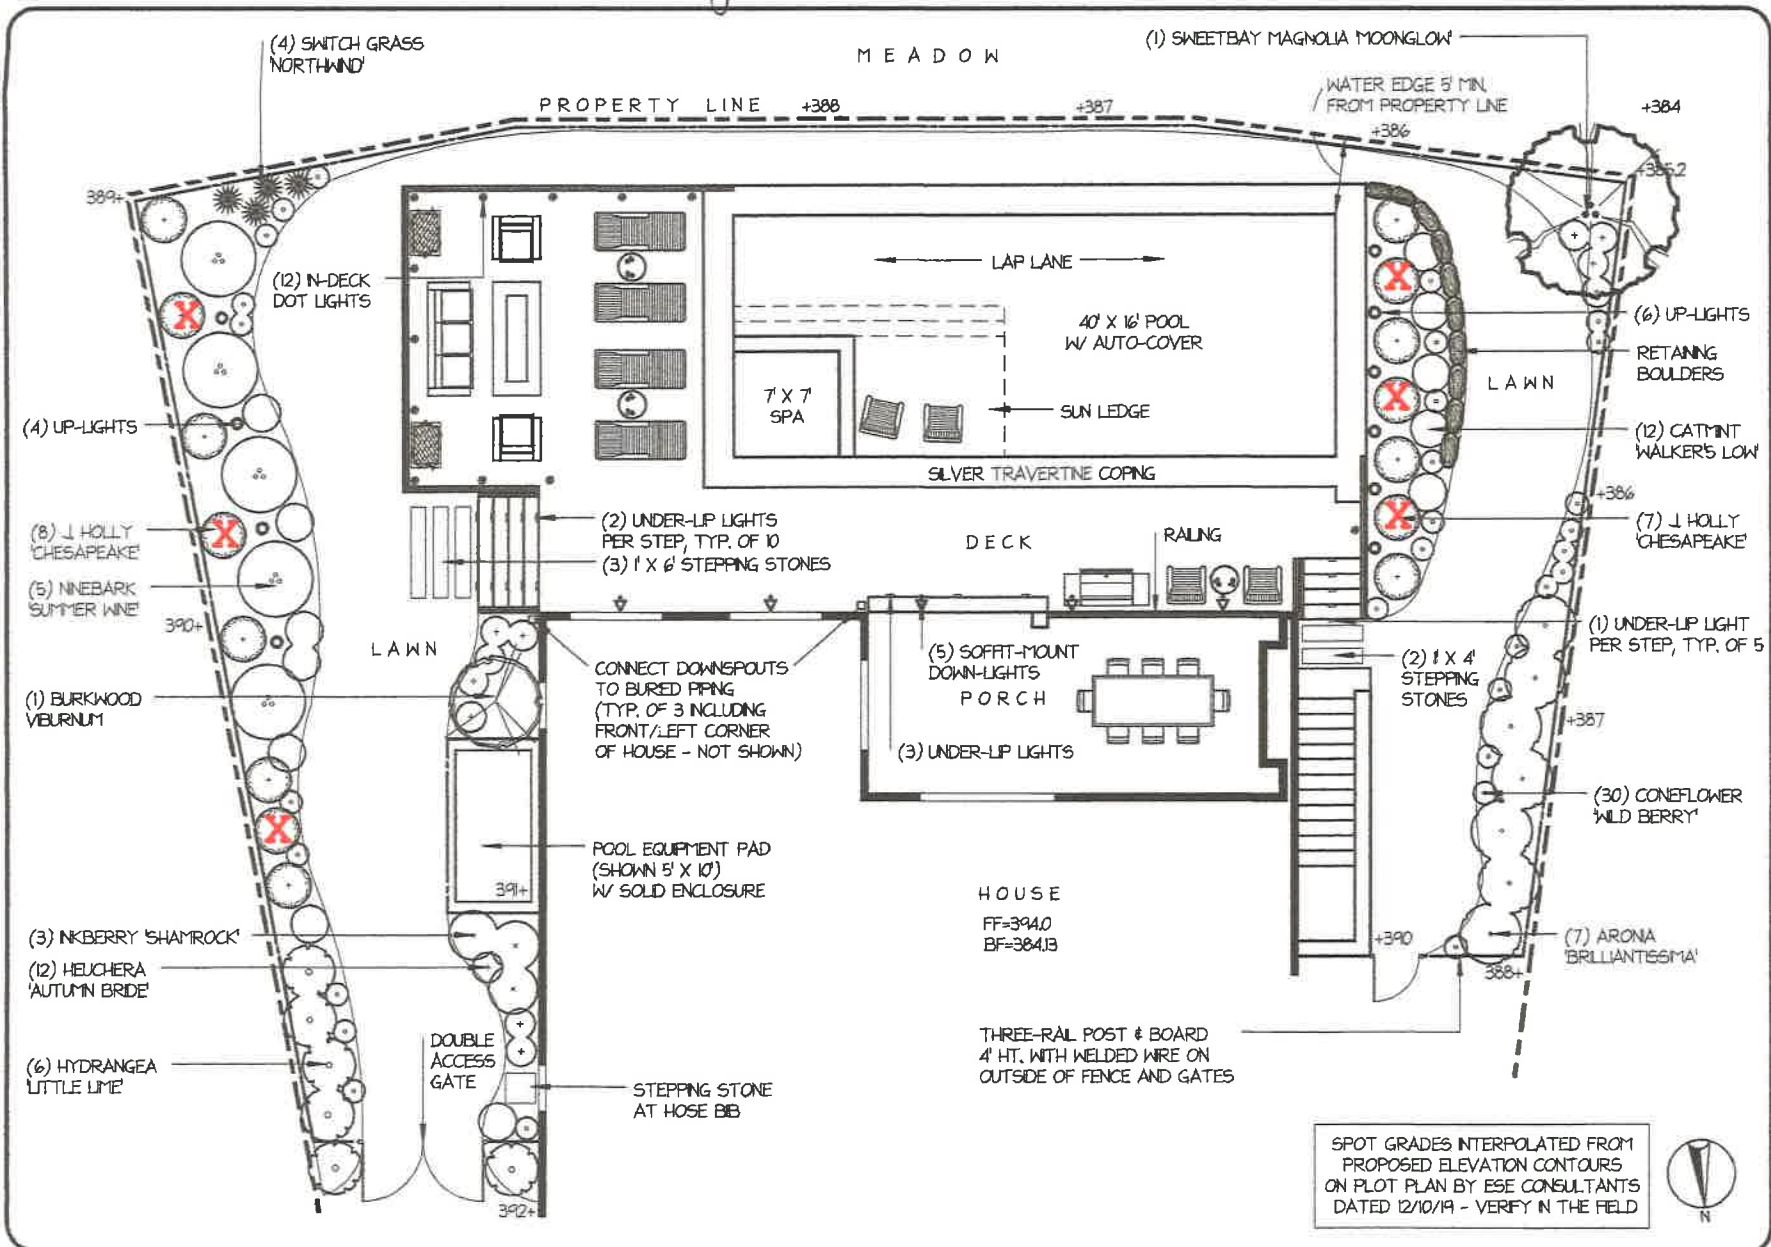 (4) SWITCH GRASS
'NORTHWIND'
MEADOW
(1) SWEETBAY MAGNOLIA 'MOONGLOW'
WATER EDGE 5' MIN.
FROM PROPERTY LINE
PROPERTY LINE
+388
+387
+386
+384
+385.2
389+
(12) IN-DECK
DOT LIGHTS
LAP LANE
40' X 16' POOL
W/ AUTO-COVER
7' X 7'
SPA
SUN LEDGE
SILVER TRAVERTINE COPING
(6) UP-LIGHTS
RETAINING
BOULDERS
LAWN
(12) CATMINT
'WALKER'S LOW'
+386
(7) J. HOLLY
'CHESAPEAKE'
X
X
X
X
X
X
(4) UP-LIGHTS
(8) J. HOLLY
'CHESAPEAKE'
(5) NINEBARK
'SUMMER WINE'
390+
LAWN
(1) BURKWOOD
VIBURNUM
(2) UNDER-LIP LIGHTS
PER STEP, TYP. OF 10
(3) 1' X 6' STEPPING STONES
DECK
RAILING
CONNECT DOWNSPOUTS
TO BURIED PIPING
(TYP. OF 3 INCLUDING
FRONT/LEFT CORNER
OF HOUSE - NOT SHOWN)
(5) SOFFIT-MOUNT
DOWN-LIGHTS
PORCH
(3) UNDER-LIP LIGHTS
(1) UNDER-LIP LIGHT
PER STEP, TYP. OF 5
(2) 1' X 4'
STEPPING
STONES
+387
(30) CONEFLOWER
'WILD BERRY'
POOL EQUIPMENT PAD
(SHOWN 5' X 10')
W/ SOLID ENCLOSURE
391+
HOUSE
FF=394.0
BF=384.13
+390
388+
(7) ARONIA
'BRILLIANTISSIMA'
(3) INKBERRY 'SHAMROCK'
(12) HEUCHERA
'AUTUMN BRIDE'
(6) HYDRANGEA
'LITTLE LIME'
DOUBLE
ACCESS
GATE
STEPPING STONE
AT HOSE BIB
392+
THREE-RAIL POST & BOARD
4' HT. WITH WELDED WIRE ON
OUTSIDE OF FENCE AND GATES
SPOT GRADES INTERPOLATED FROM
PROPOSED ELEVATION CONTOURS
ON PLOT PLAN BY ESE CONSULTANTS
DATED 12/10/19 - VERIFY IN THE FIELD
N